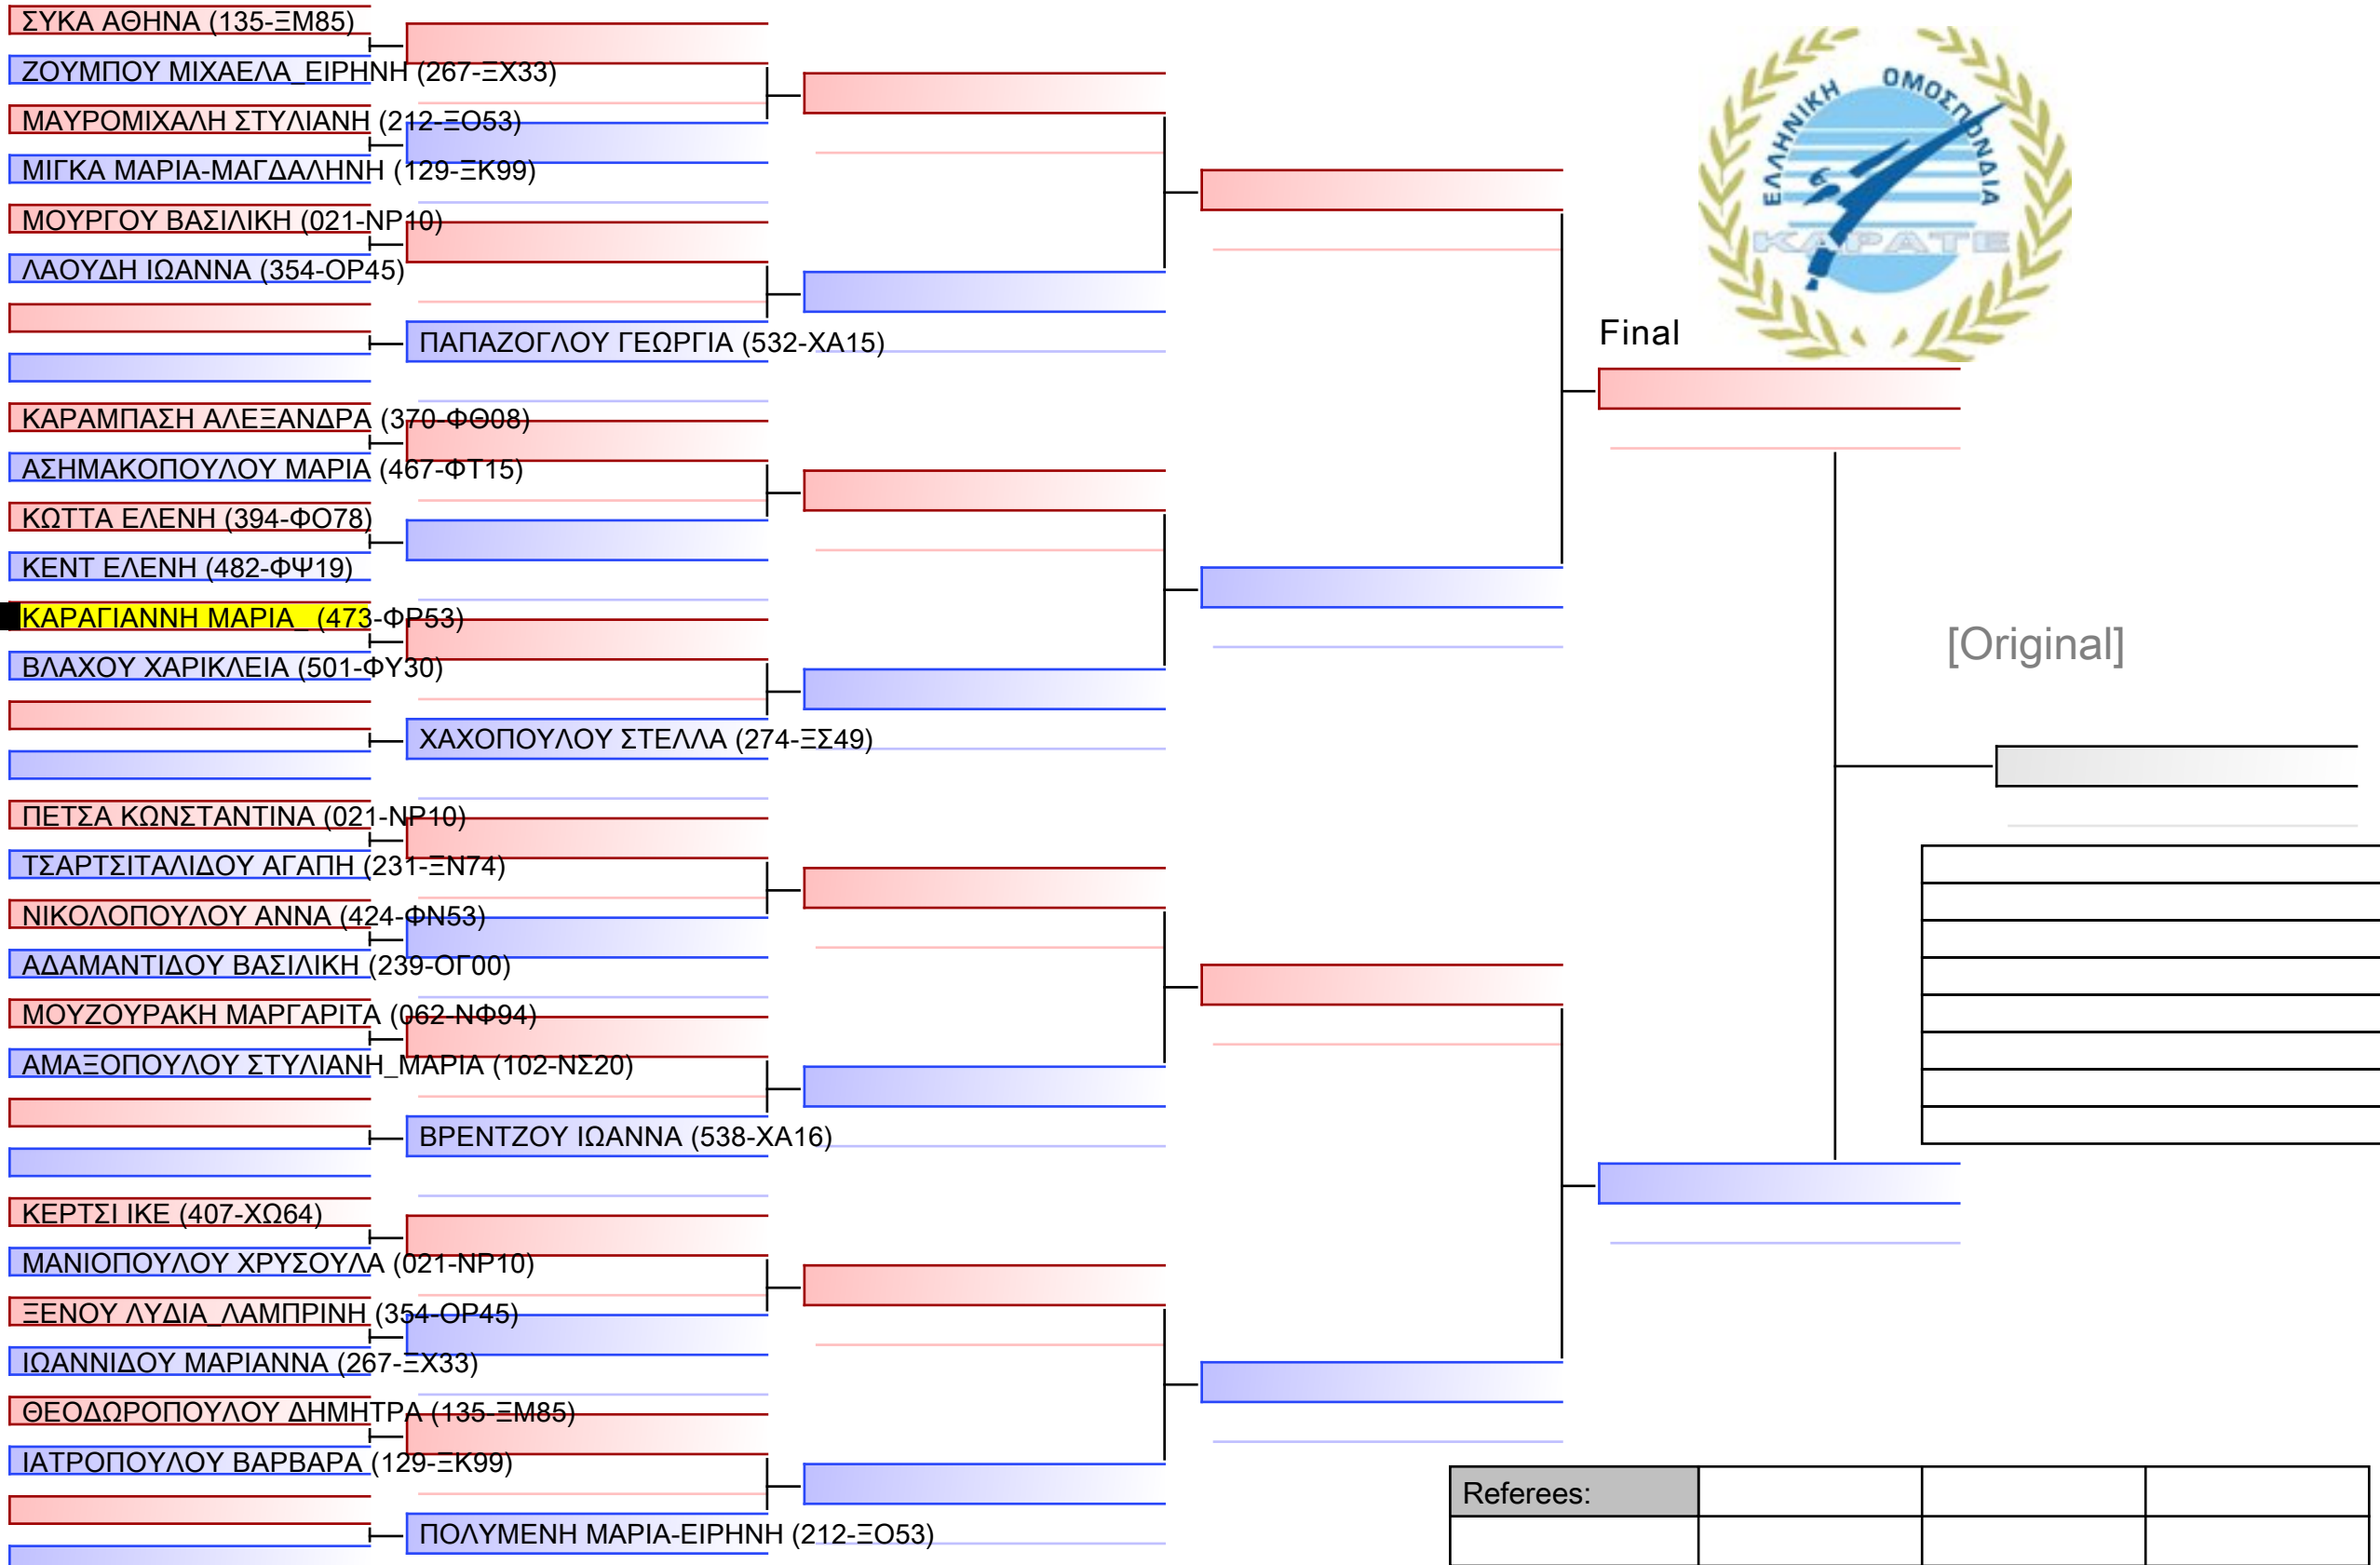 ΣΥΚΑ ΑΘΗΝΑ (135-ΞΜ85)
ΖΟΥΜΠΟΥ ΜΙΧΑΕΛΑ_ΕΙΡΗΝΗ (267-ΞΧ33)
ΜΑΥΡΟΜΙΧΑΛΗ ΣΤΥΛΙΑΝΗ (212-ΞΟ53)
ΜΙΓΚΑ ΜΑΡΙΑ-ΜΑΓΔΑΛΗΝΗ (129-ΞΚ99)
ΜΟΥΡΓΟΥ ΒΑΣΙΛΙΚΗ (021-ΝΡ10)
ΛΑΟΥΔΗ ΙΩΑΝΝΑ (354-ΟΡ45)
ΠΑΠΑΖΟΓΛΟΥ ΓΕΩΡΓΙΑ (532-ΧΑ15)
ΚΑΡΑΜΠΑΣΗ ΑΛΕΞΑΝΔΡΑ (370-ΦΘ08)
ΑΣΗΜΑΚΟΠΟΥΛΟΥ ΜΑΡΙΑ (467-ΦΤ15)
ΚΩΤΤΑ ΕΛΕΝΗ (394-ΦΟ78)
ΚΕΝΤ ΕΛΕΝΗ (482-ΦΨ19)
ΚΑΡΑΓΙΑΝΝΗ ΜΑΡΙΑ_ (473-ΦΡ53)
ΒΛΑΧΟΥ ΧΑΡΙΚΛΕΙΑ (501-ΦΥ30)
ΧΑΧΟΠΟΥΛΟΥ ΣΤΕΛΛΑ (274-ΞΣ49)
ΠΕΤΣΑ ΚΩΝΣΤΑΝΤΙΝΑ (021-ΝΡ10)
ΤΣΑΡΤΣΙΤΑΛΙΔΟΥ ΑΓΑΠΗ (231-ΞΝ74)
ΝΙΚΟΛΟΠΟΥΛΟΥ ΑΝΝΑ (424-ΦΝ53)
ΑΔΑΜΑΝΤΙΔΟΥ ΒΑΣΙΛΙΚΗ (239-ΟΓ00)
ΜΟΥΖΟΥΡΑΚΗ ΜΑΡΓΑΡΙΤΑ (062-ΝΦ94)
ΑΜΑΞΟΠΟΥΛΟΥ ΣΤΥΛΙΑΝΗ_ΜΑΡΙΑ (102-ΝΣ20)
ΒΡΕΝΤΖΟΥ ΙΩΑΝΝΑ (538-ΧΑ16)
ΚΕΡΤΣΙ ΙΚΕ (407-ΧΩ64)
ΜΑΝΙΟΠΟΥΛΟΥ ΧΡΥΣΟΥΛΑ (021-ΝΡ10)
ΞΕΝΟΥ ΛΥΔΙΑ_ΛΑΜΠΡΙΝΗ (354-ΟΡ45)
ΙΩΑΝΝΙΔΟΥ ΜΑΡΙΑΝΝΑ (267-ΞΧ33)
ΘΕΟΔΩΡΟΠΟΥΛΟΥ ΔΗΜΗΤΡΑ (135-ΞΜ85)
ΙΑΤΡΟΠΟΥΛΟΥ ΒΑΡΒΑΡΑ (129-ΞΚ99)
ΠΟΛΥΜΕΝΗ ΜΑΡΙΑ-ΕΙΡΗΝΗ (212-ΞΟ53)
ΕΛΛΗΝΙΚΗ ΟΜΟΣΠΟΝΔΙΑ
ΚΑΡΑΤΕ
Final
[Original]
Referees: